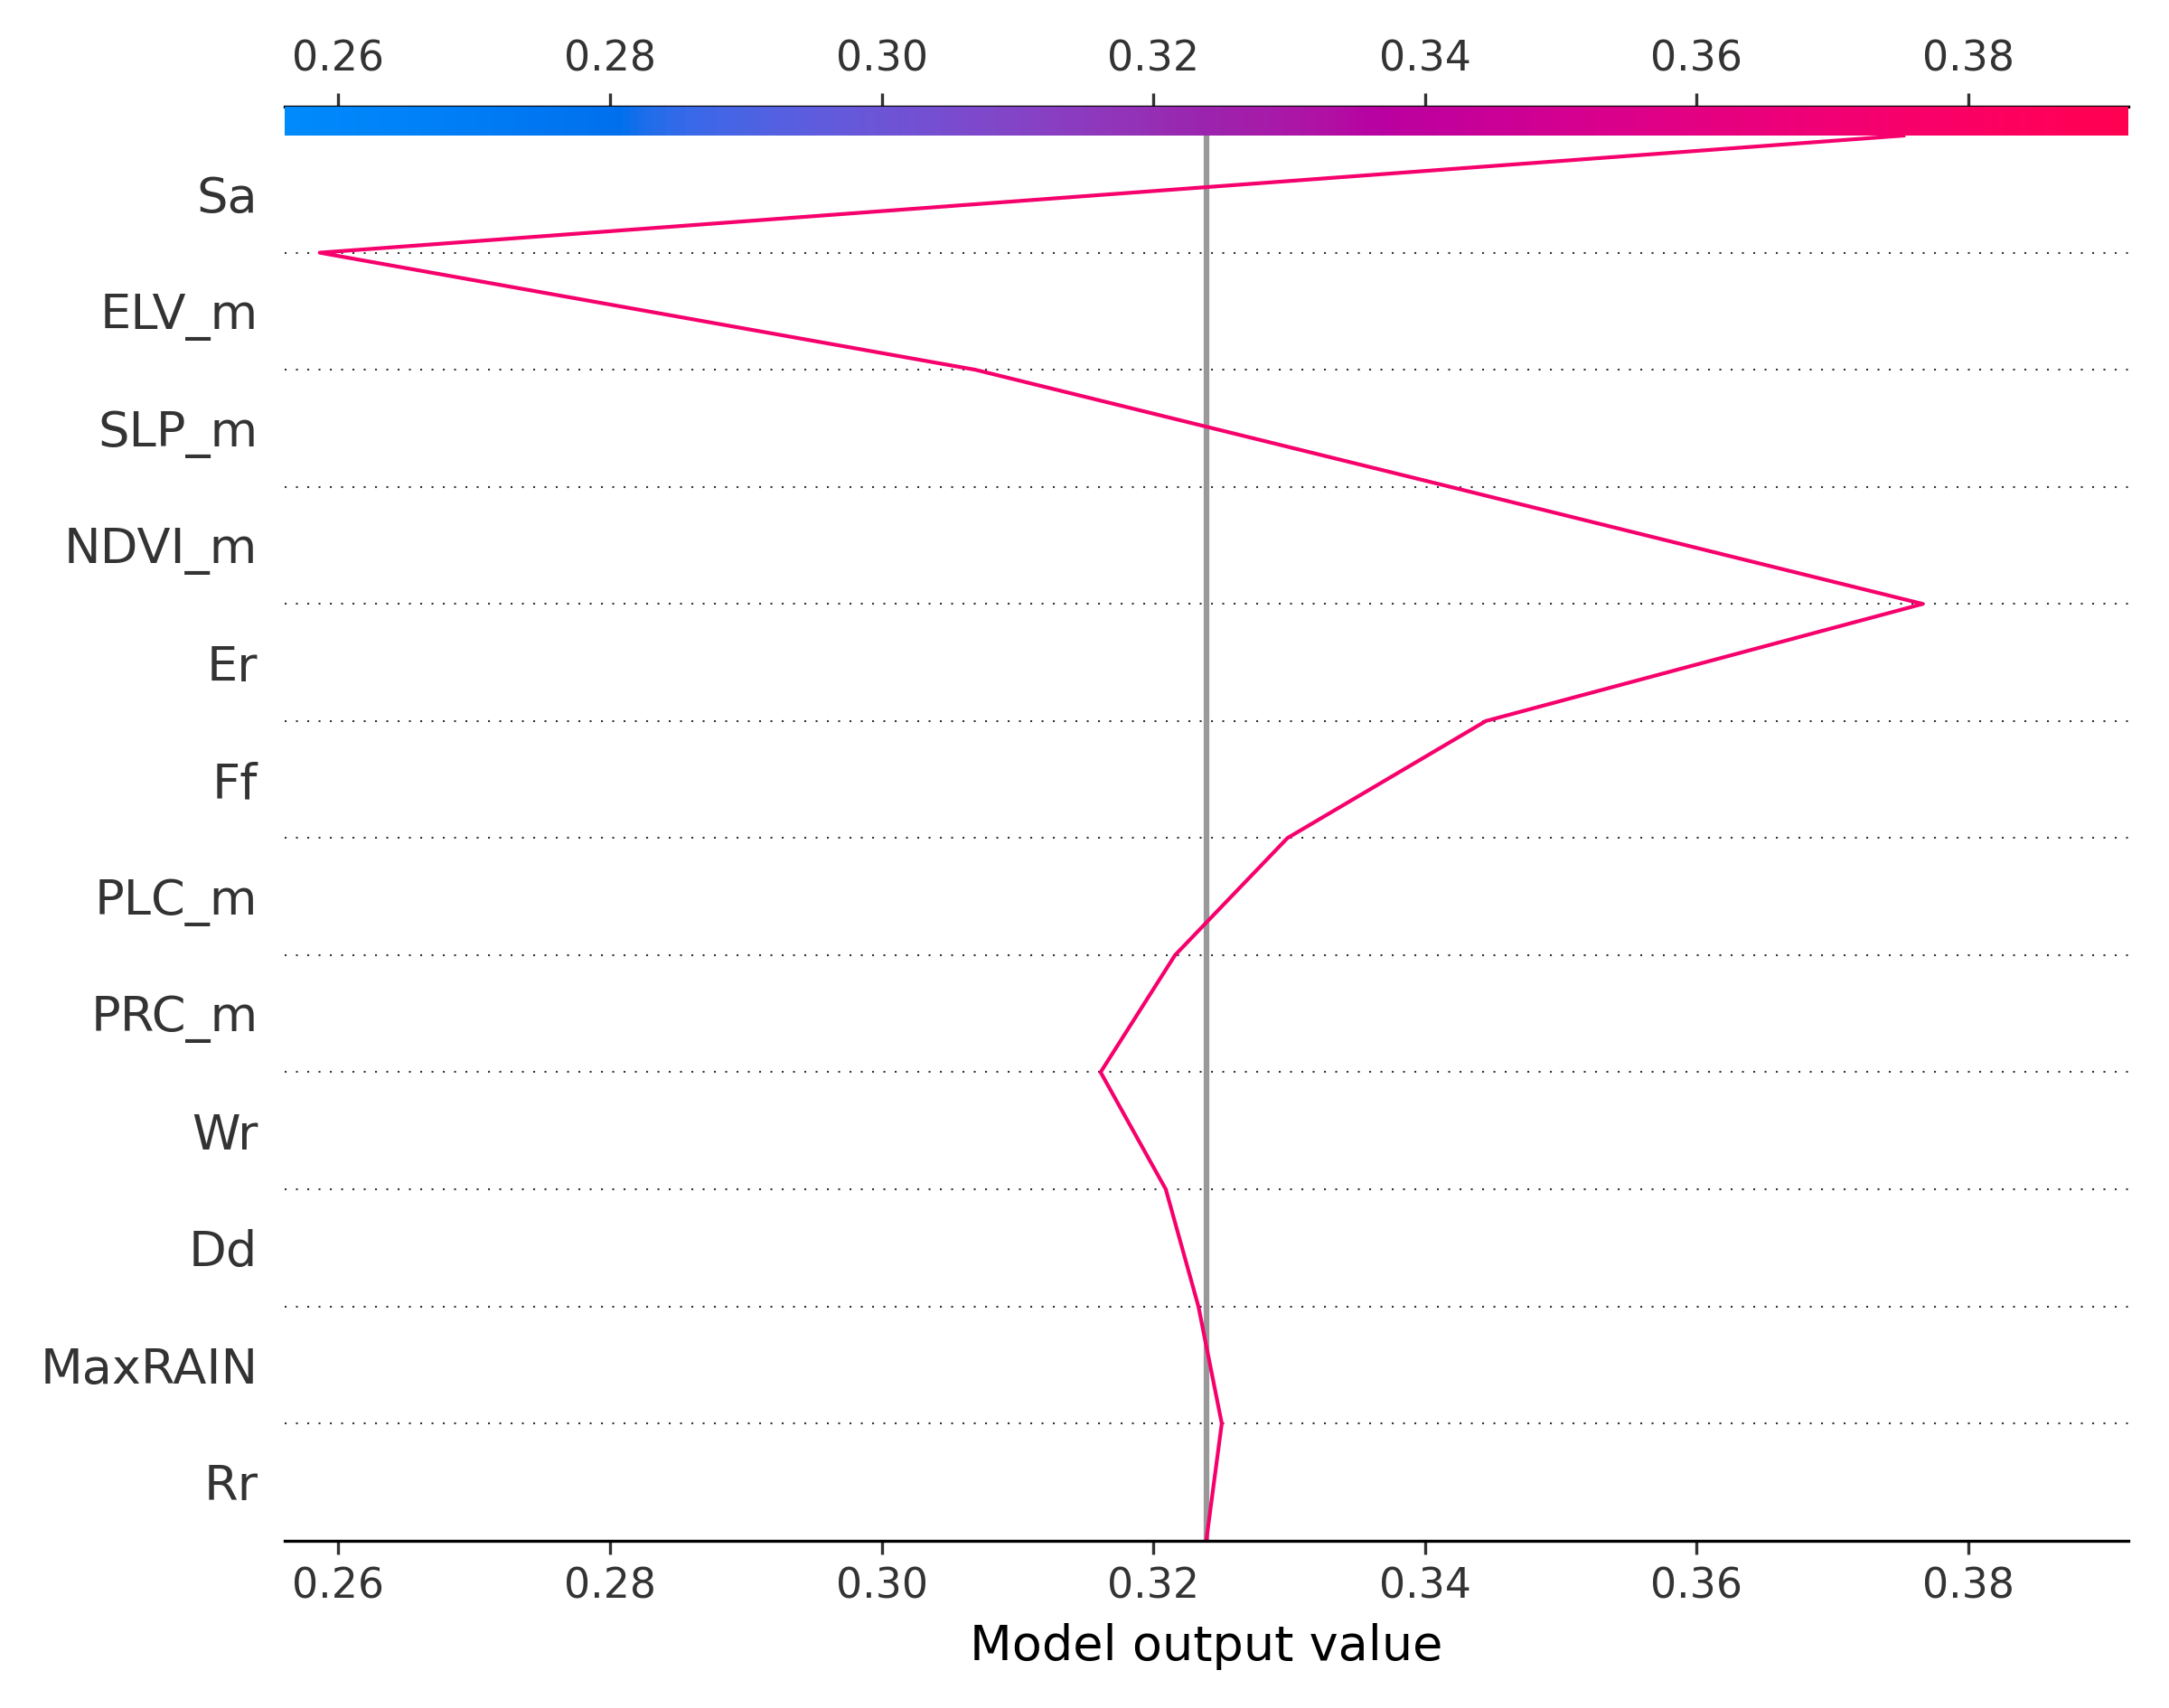 0.26 0.28 0.30 0.32 0.34 0.36 0.38
Sa
ELV_m
SLP_m
NDVI_m
Er
Ff
PLC_m
PRC_m
Wr
Dd
MaxRAIN
Rr
0.26 0.28 0.30 0.32 0.34 0.36 0.38
Model output value